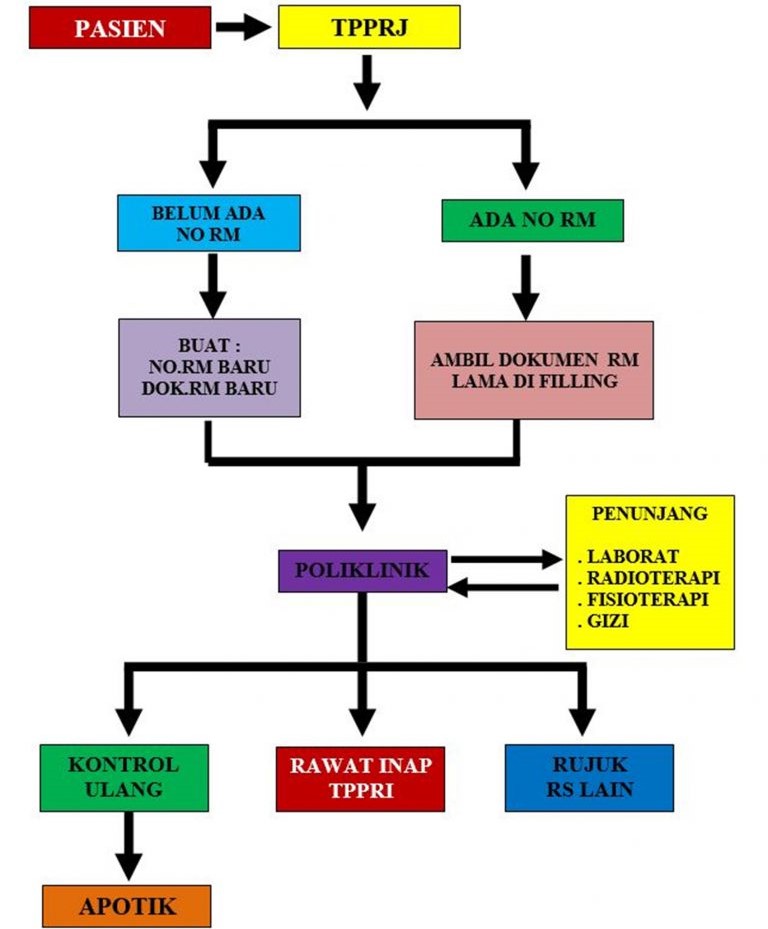 PASIEN
TPPRJ
BELUM ADA
NO RM
ADA NO RM
BUAT :
NO.RM BARU
DOK.RM BARU
AMBIL DOKUMEN RM
LAMA DI FILLING
POLIKLINIK
PENUNJANG
. LABORAT
. RADIOTERAPI
. FISIOTERAPI
. GIZI
KONTROL
ULANG
RAWAT INAP
TPPRI
RUJUK
RS LAIN
APOTIK